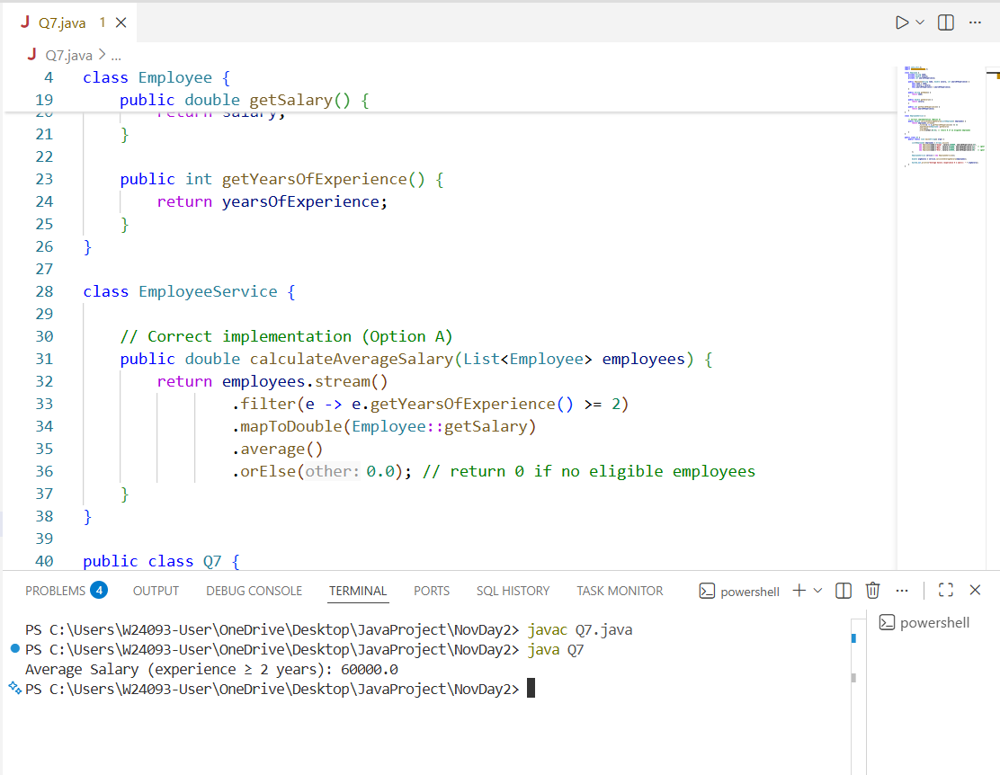 J Q7.java 1
J Q7.java > ...
4 class Employee {
19 public double getSalary() {
20 return salary;
21 }
22
23 public int getYearsOfExperience() {
24 return yearsOfExperience;
25 }
26 }
27
28 class EmployeeService {
29
30 // Correct implementation (Option A)
31 public double calculateAverageSalary(List<Employee> employees) {
32 return employees.stream()
33 .filter(e -> e.getYearsOfExperience() >= 2)
34 .mapToDouble(Employee::getSalary)
35 .average()
36 .orElse(other: 0.0); // return 0 if no eligible employees
37 }
38 }
39
40 public class Q7 {
PROBLEMS 4 OUTPUT DEBUG CONSOLE TERMINAL PORTS SQL HISTORY TASK MONITOR powershell
PS C:\Users\W24093-User\OneDrive\Desktop\JavaProject\NovDay2> javac Q7.java
powershell
PS C:\Users\W24093-User\OneDrive\Desktop\JavaProject\NovDay2> java Q7
Average Salary (experience ≥ 2 years): 60000.0
PS C:\Users\W24093-User\OneDrive\Desktop\JavaProject\NovDay2>